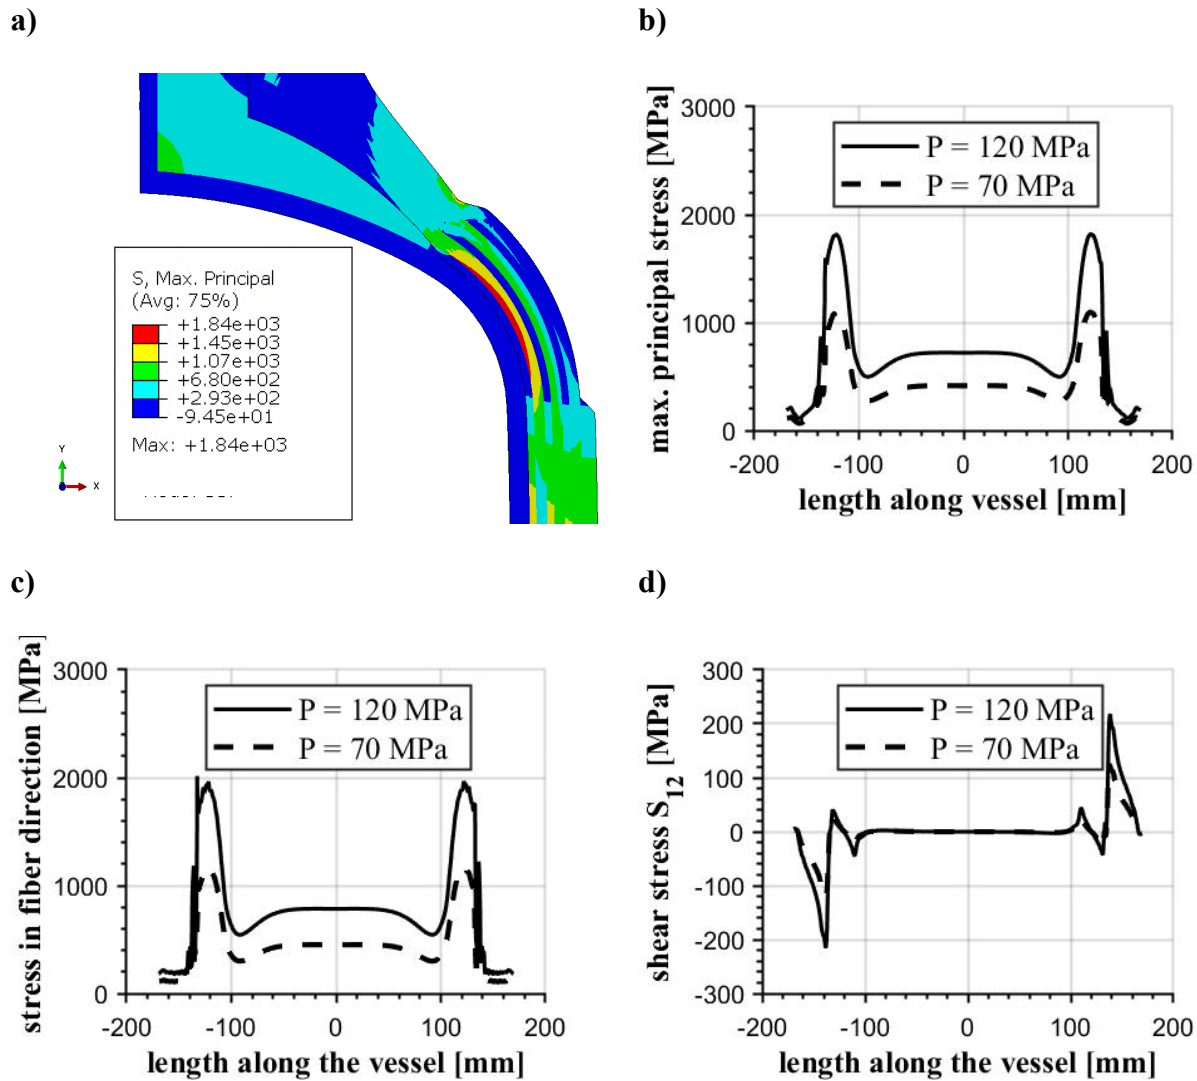 a)
b)
S, Max. Principal
(Avg: 75%)
+1.84e+03
+1.45e+03
+1.07e+03
+6.80e+02
+2.93e+02
-9.45e+01
Max: +1.84e+03
Y
X
max. principal stress [MPa]
3000
2000
1000
0
P = 120 MPa
P = 70 MPa
-200
-100
0
100
200
length along vessel [mm]
c)
d)
stress in fiber direction [MPa]
3000
2000
1000
0
P = 120 MPa
P = 70 MPa
-200
-100
0
100
200
length along the vessel [mm]
shear stress S12 [MPa]
300
200
100
0
-100
-200
-300
P = 120 MPa
P = 70 MPa
-200
-100
0
100
200
length along the vessel [mm]